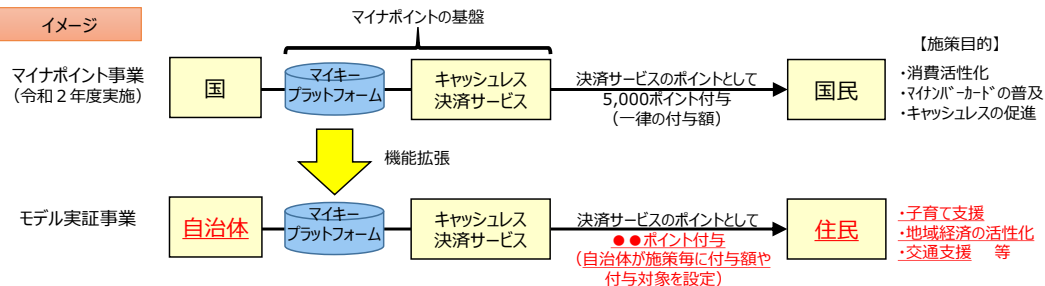 イメージ
マイナポイントの基盤
【施策目的】
マイナポイント事業
（令和２年度実施）
国
マイキー
プラットフォーム
キャッシュレス
決済サービス
決済サービスのポイントとして
5,000ポイント付与
（一律の付与額）
国民
・消費活性化
・マイナンバーカードの普及
・キャッシュレスの促進
機能拡張
モデル実証事業
自治体
マイキー
プラットフォーム
キャッシュレス
決済サービス
決済サービスのポイントとして
●●ポイント付与
（自治体が施策毎に付与額や
付与対象を設定）
住民
・子育て支援
・地域経済の活性化
・交通支援　等